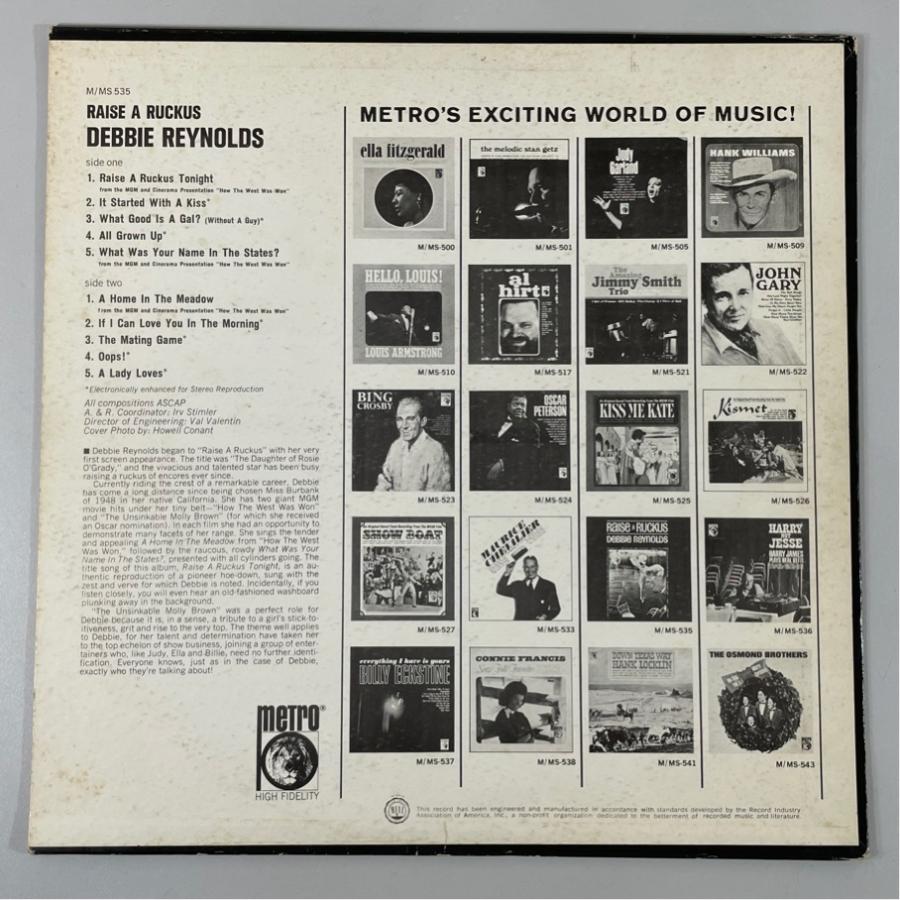 M/MS 535
RAISE A RUCKUS
DEBBIE REYNOLDS
side one
1. Raise A Ruckus Tonight
from the MGM and Cinerama Presentation "How The West Was Won"
2. It Started With A Kiss*
3. What Good Is A Gal? (Without A Guy)*
4. All Grown Up*
5. What Was Your Name In The States?
from the MGM and Cinerama Presentation "How The West Was Won"
side two
1. A Home In The Meadow
from the MGM and Cinerama Presentation "How The West Was Won"
2. If I Can Love You In The Morning*
3. The Mating Game*
4. Oops!*
5. A Lady Loves*
*Electronically enhanced for Stereo Reproduction
All compositions ASCAP
A. & R. Coordinator: Irv Stimler
Director of Engineering: Val Valentin
Cover Photo by: Howell Conant
■ Debbie Reynolds began to "Raise A Ruckus" with her very
first screen appearance. The title was "The Daughter of Rosie
O'Grady," and the vivacious and talented star has been busy
raising a ruckus of encores ever since.
Currently riding the crest of a remarkable career, Debbie
has come a long distance since being chosen Miss Burbank
of 1948 in her native California. She has two giant MGM
movie hits under her tiny belt—"How The West Was Won"
and "The Unsinkable Molly Brown" (for which she received
an Oscar nomination). In each film she had an opportunity to
demonstrate many facets of her range. She sings the tender
and appealing A Home In The Meadow from "How The West
Was Won," followed by the raucous, rowdy What Was Your
Name In The States?, presented with all cylinders going. The
title song of this album, Raise A Ruckus Tonight, is an au-
thentic reproduction of a pioneer hoe-down, sung with the
zest and verve for which Debbie is noted. Incidentally, if you
listen closely, you will even hear an old-fashioned washboard
plunking away in the background.
"The Unsinkable Molly Brown" was a perfect role for
Debbie because it is, in a sense, a tribute to a girl's stick-to-
itiveness, grit and rise to the very top. The theme well applies
to Debbie, for her talent and determination have taken her
to the top echelon of show business, joining a group of enter-
tainers who, like Judy, Ella and Billie, need no further identi-
fication. Everyone knows, just as in the case of Debbie,
exactly who they're talking about!
metro®
HIGH FIDELITY
METRO'S EXCITING WORLD OF MUSIC!
ella fitzgerald
M/MS-500
the melodic stan getz
M/MS-501
Judy Garland
M/MS-505
HANK WILLIAMS
M/MS-509
HELLO, LOUIS!
LOUIS ARMSTRONG
M/MS-510
al hirt
M/MS-517
The Amazing
Jimmy Smith
Trio
M/MS-521
JOHN
GARY
M/MS-522
BING
CROSBY
M/MS-523
OSCAR
PETERSON
M/MS-524
KISS ME KATE
M/MS-525
Kismet
M/MS-526
SHOW BOAT
M/MS-527
MAURICE
CHEVALIER
M/MS-533
RAISE A RUCKUS
DEBBIE REYNOLDS
M/MS-535
HARRY
NOT
JESSE
M/MS-536
everything I have is yours
BILLY ECKSTINE
M/MS-537
CONNIE FRANCIS
M/MS-538
DOWN TEXAS WAY
HANK LOCKLIN
M/MS-541
THE OSMOND BROTHERS
M/MS-543
This record has been engineered and manufactured in accordance with standards developed by the Record Industry
Association of America, Inc., a non-profit organization dedicated to the betterment of recorded music and literature.